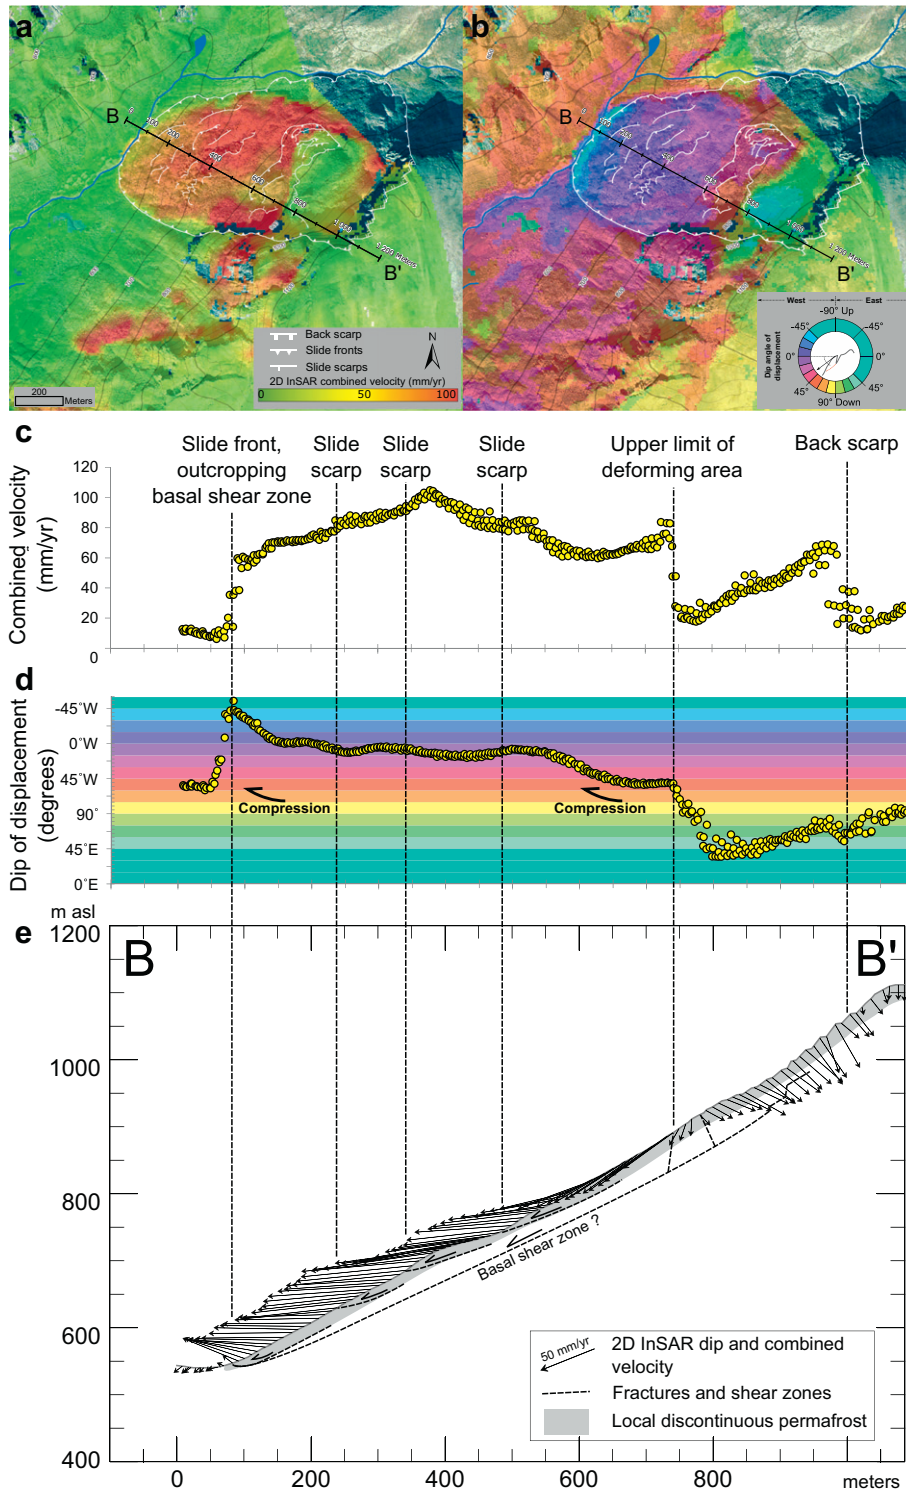 a
b
B
B'
B
B'
Back scarp
Slide fronts
Slide scarps
N
2D InSAR combined velocity (mm/yr)
0 50 100
200
Meters
West East
-90° Up
-45° -45°
0° 0°
45° 45°
90° Down
Dip angle of
displacement
c
Slide front,
outcropping
basal shear zone
Slide
scarp
Slide
scarp
Slide
scarp
Upper limit of
deforming area
Back scarp
Combined velocity
(mm/yr)
120
100
80
60
40
20
0
d
Dip of displacement
(degrees)
-45°W
0°W
45°W
90°
45°E
0°E
Compression
Compression
m asl
e
B
B'
1200
1000
800
600
400
Basal shear zone ?
50 mm/yr
2D InSAR dip and combined
velocity
Fractures and shear zones
Local discontinuous permafrost
0 200 400 600 800 meters